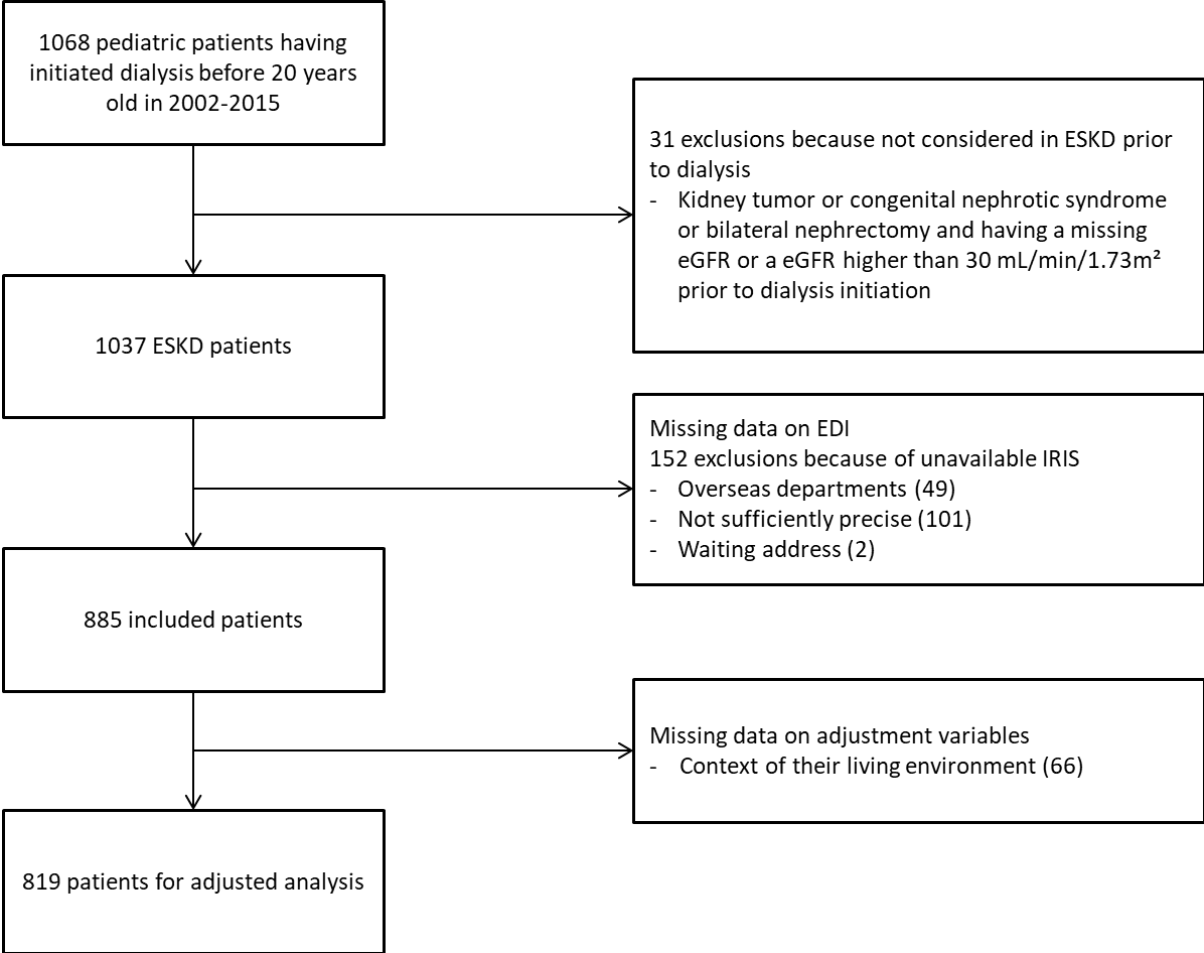 1068 pediatric patients having
initiated dialysis before 20 years
old in 2002-2015
31 exclusions because not considered in ESKD prior
to dialysis
- Kidney tumor or congenital nephrotic syndrome
or bilateral nephrectomy and having a missing
eGFR or a eGFR higher than 30 mL/min/1.73m²
prior to dialysis initiation
1037 ESKD patients
Missing data on EDI
152 exclusions because of unavailable IRIS
- Overseas departments (49)
- Not sufficiently precise (101)
- Waiting address (2)
885 included patients
Missing data on adjustment variables
- Context of their living environment (66)
819 patients for adjusted analysis